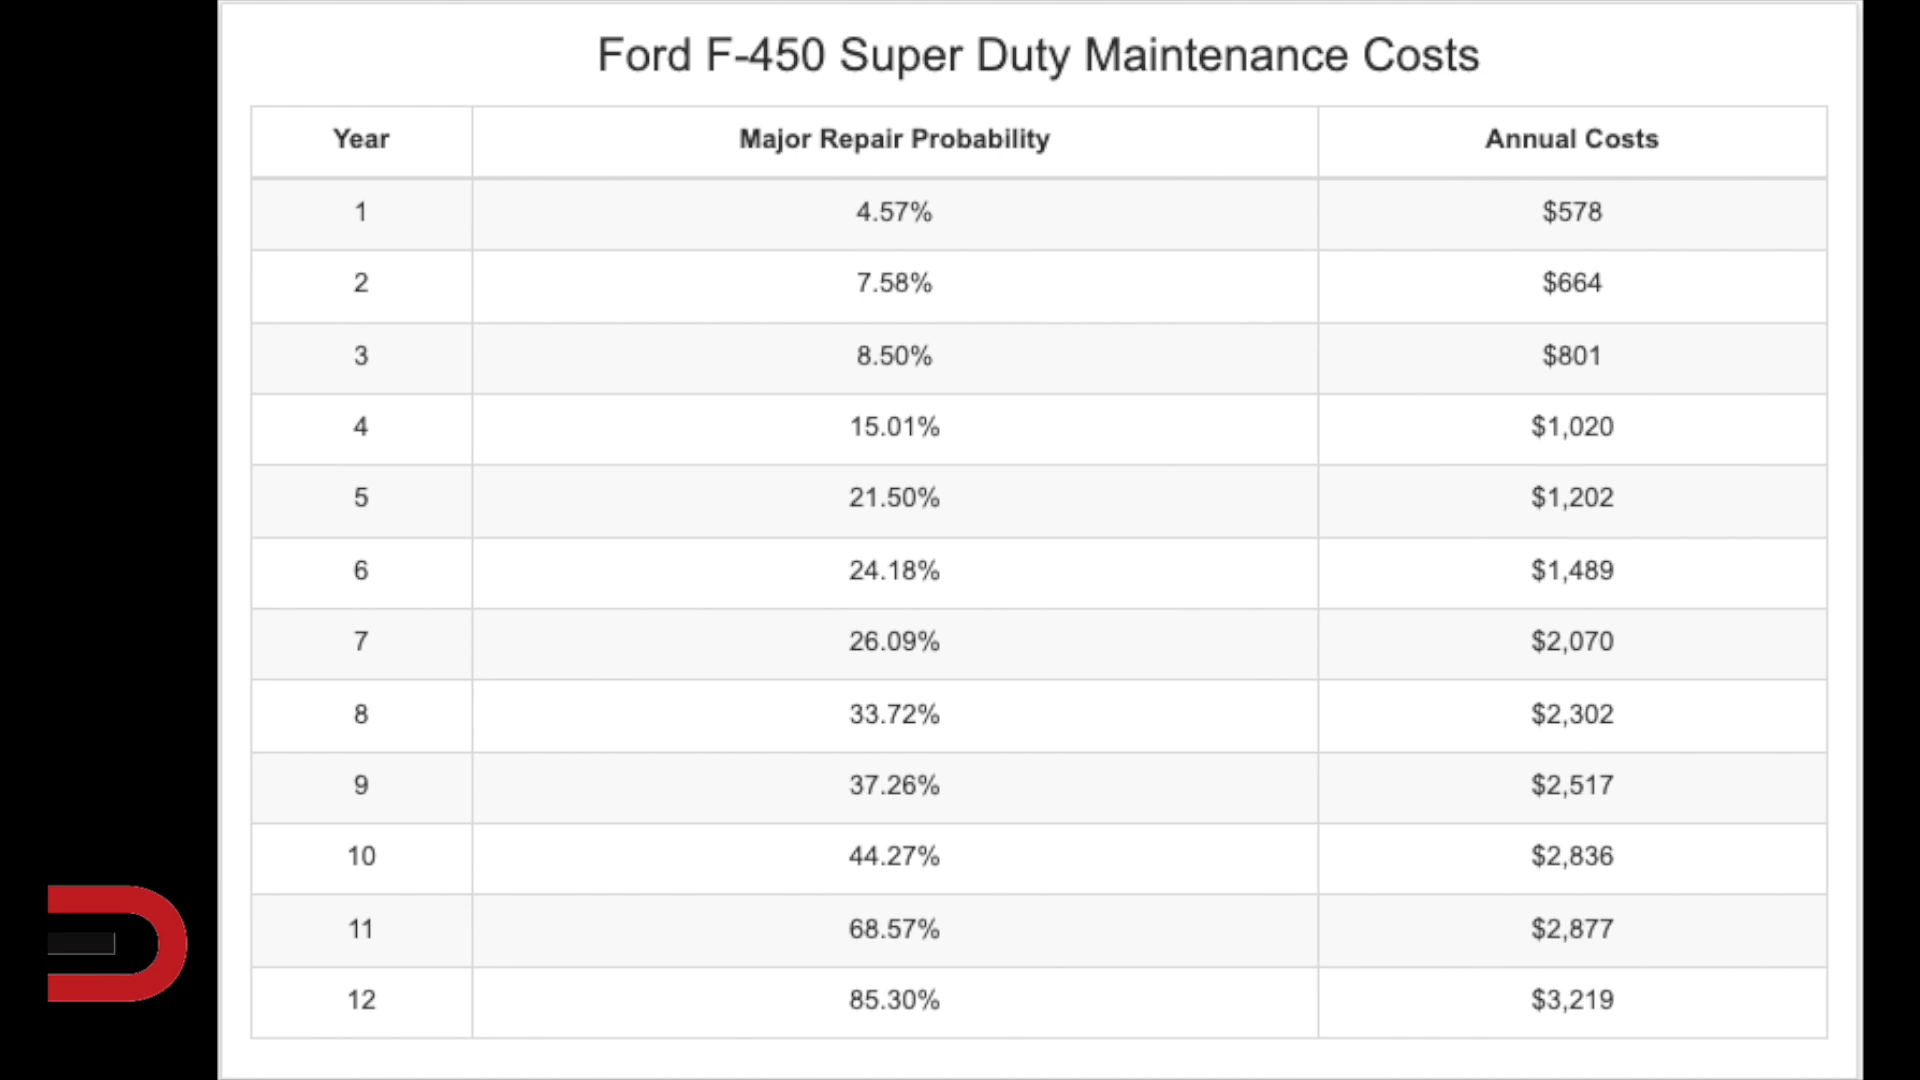 Ford F-450 Super Duty Maintenance Costs
Year Major Repair Probability Annual Costs
1 4.57% $578
2 7.58% $664
3 8.50% $801
4 15.01% $1,020
5 21.50% $1,202
6 24.18% $1,489
7 26.09% $2,070
8 33.72% $2,302
9 37.26% $2,517
10 44.27% $2,836
11 68.57% $2,877
12 85.30% $3,219